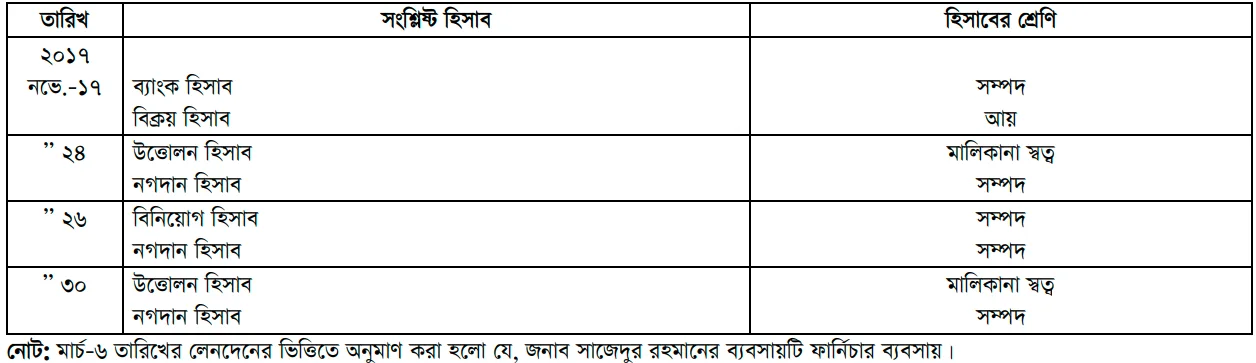 তারিখ সংশ্লিষ্ট হিসাব হিসাবের শ্রেণি
২০১৭
নভে.-১৭ ব্যাংক হিসাব সম্পদ
বিক্রয় হিসাব আয়
” ২৪ উত্তোলন হিসাব মালিকানা স্বত্ব
নগদান হিসাব সম্পদ
” ২৬ বিনিয়োগ হিসাব সম্পদ
নগদান হিসাব সম্পদ
” ৩০ উত্তোলন হিসাব মালিকানা স্বত্ব
নগদান হিসাব সম্পদ
নোট: মার্চ-৬ তারিখের লেনদেনের ভিত্তিতে অনুমাণ করা হলো যে, জনাব সাজেদুর রহমানের ব্যবসায়টি ফার্নিচার ব্যবসায়।